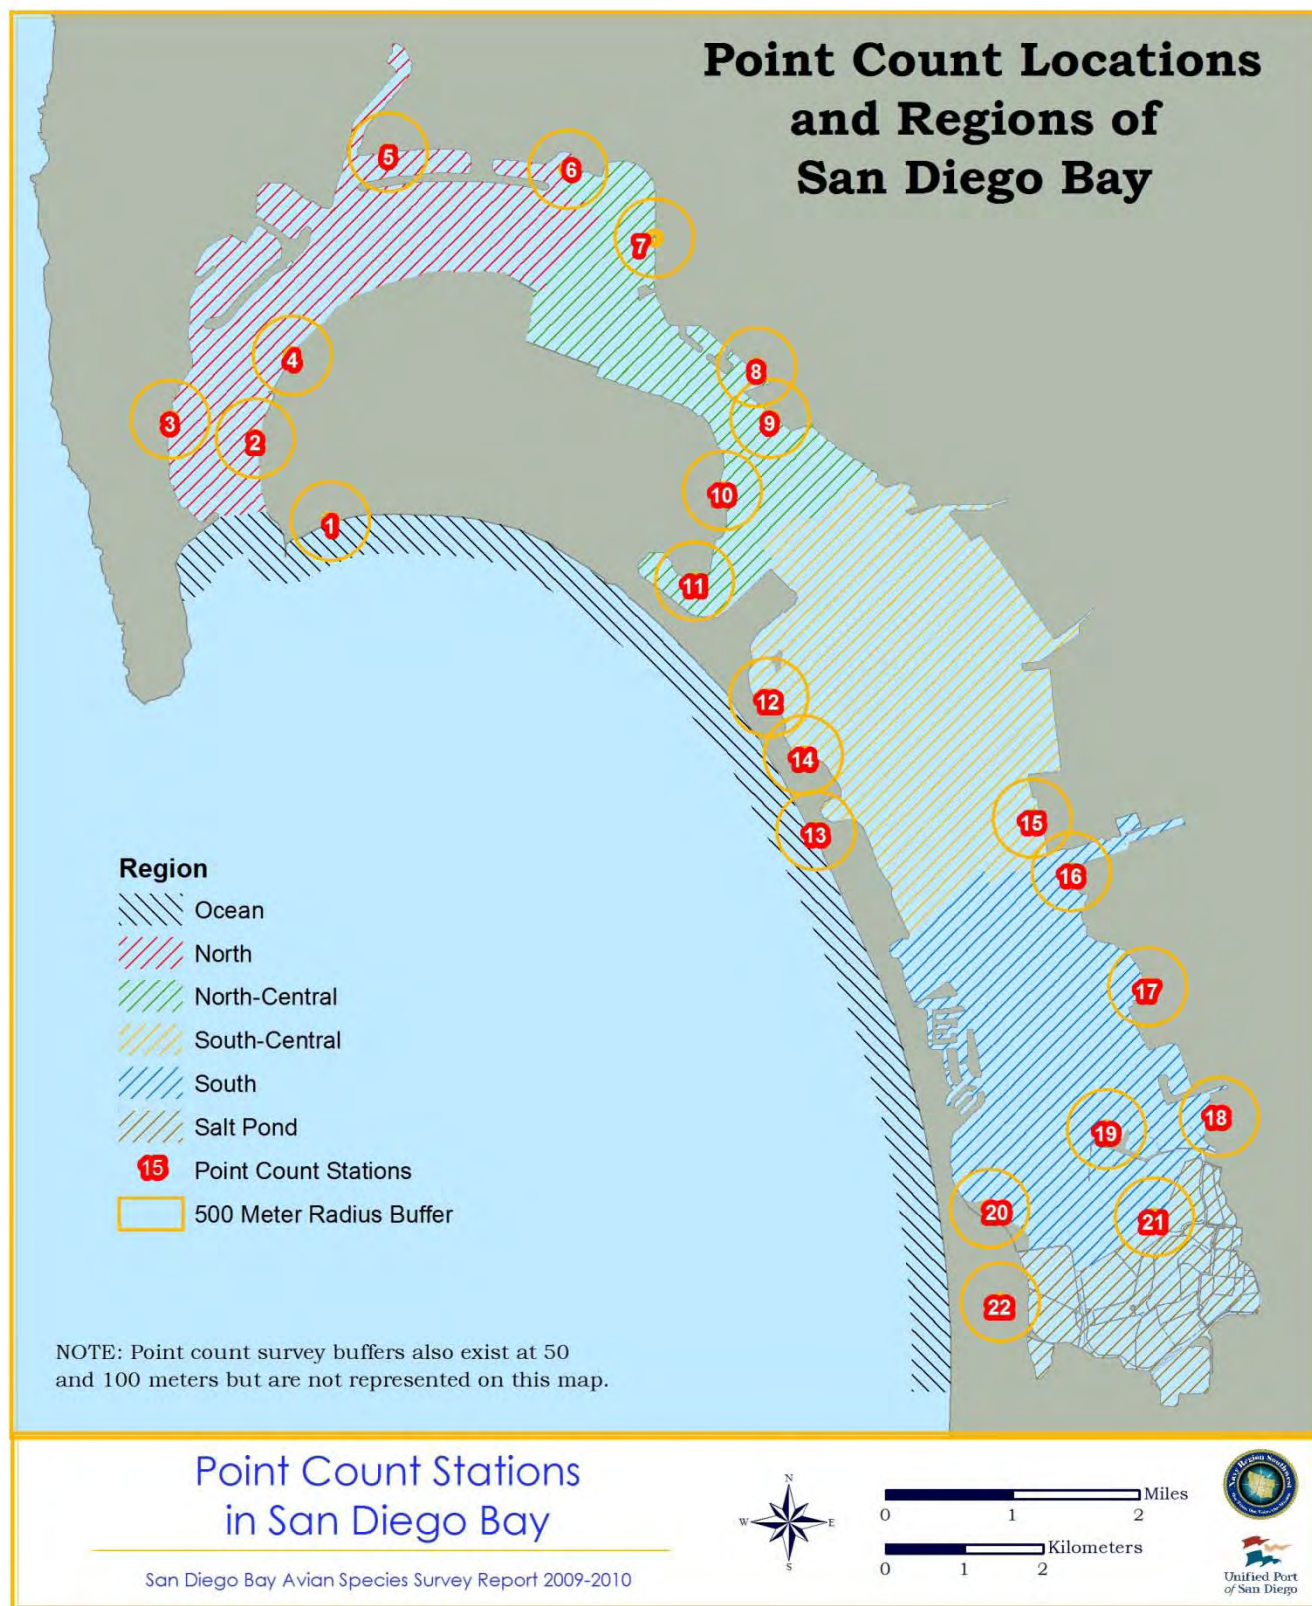 Point Count Locations
and Regions of
San Diego Bay
5
6
7
4
8
3
2
9
10
1
11
12
14
13
15
16
17
18
19
20
21
22
Region
Ocean
North
North-Central
South-Central
South
Salt Pond
15 Point Count Stations
500 Meter Radius Buffer
NOTE: Point count survey buffers also exist at 50
and 100 meters but are not represented on this map.
Point Count Stations
in San Diego Bay
San Diego Bay Avian Species Survey Report 2009-2010
N
W E
S
Miles
0 1 2
Kilometers
0 1 2
Navy Region Southwest
Unified Port
of San Diego